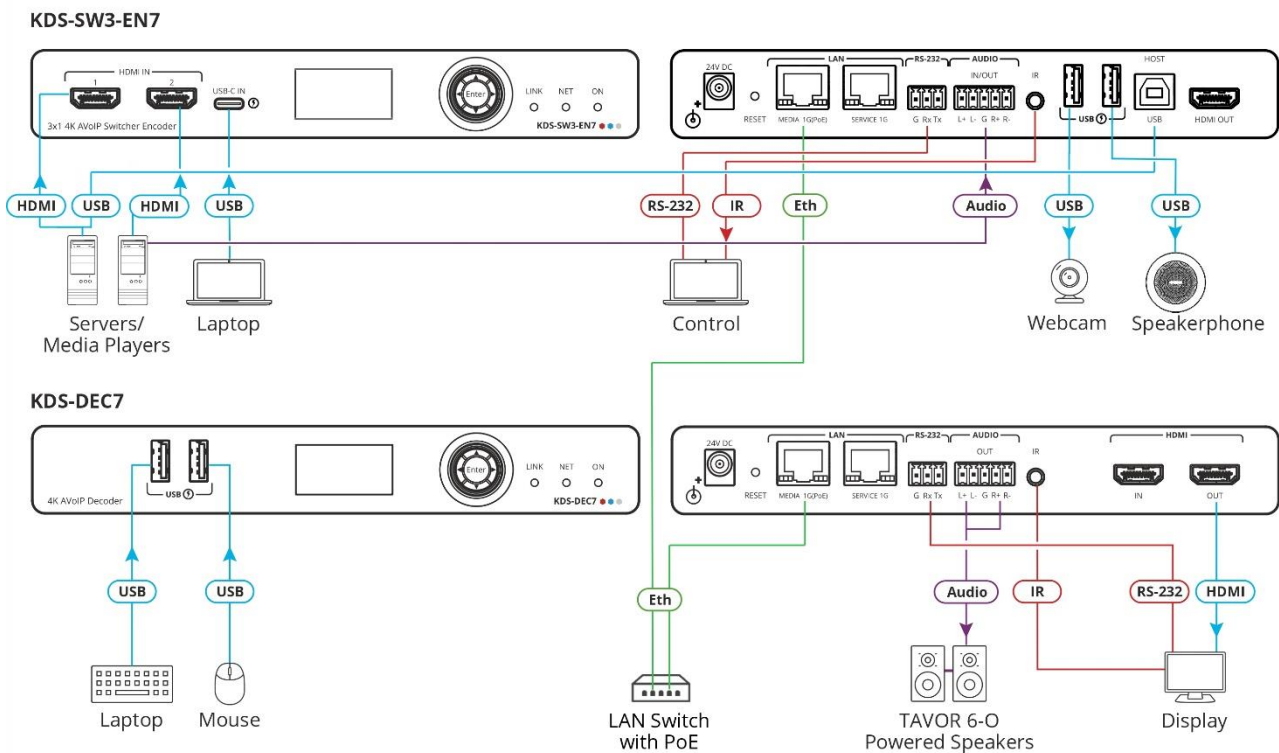 KDS-SW3-EN7
HDMI IN
1 2
USB-C IN
Enter
LINK NET ON
3x1 4K AVoIP Switcher Encoder
KDS-SW3-EN7
24V DC
LAN
RS-232
AUDIO
IN/OUT
IR
HOST
RESET
MEDIA 1G(PoE)
SERVICE 1G
G Rx Tx
L+ L- G R+ R-
USB
USB
HDMI OUT
HDMI
USB
HDMI
USB
RS-232
IR
Eth
Audio
USB
USB
Servers/
Media Players
Laptop
Control
Webcam
Speakerphone
KDS-DEC7
USB
Enter
LINK NET ON
4K AVoIP Decoder
KDS-DEC7
24V DC
LAN
RS-232
AUDIO
OUT
IR
HDMI
RESET
MEDIA 1G(PoE)
SERVICE 1G
G Rx Tx
L+ L- G R+ R-
IN
OUT
USB
USB
Eth
Audio
IR
RS-232
HDMI
Laptop
Mouse
LAN Switch
with PoE
TAVOR 6-O
Powered Speakers
Display